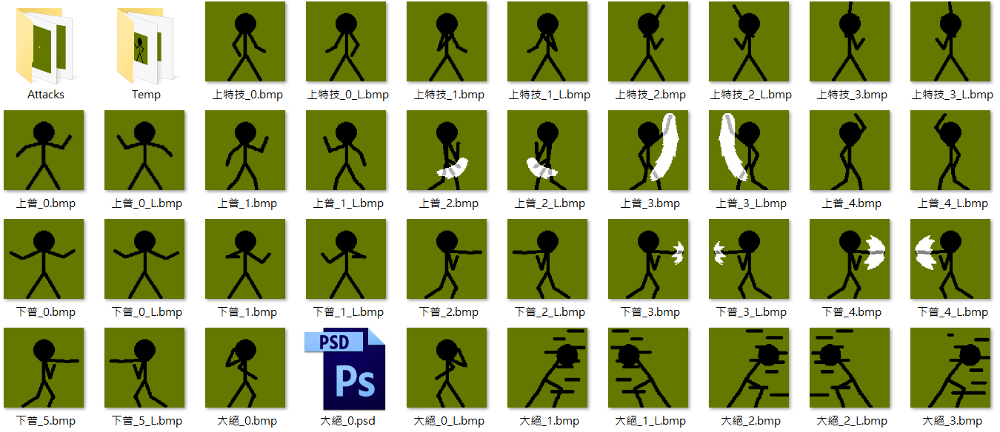 Attacks
Temp
上特技_0.bmp
上特技_0_L.bmp
上特技_1.bmp
上特技_1_L.bmp
上特技_2.bmp
上特技_2_L.bmp
上特技_3.bmp
上特技_3_L.bmp
上普_0.bmp
上普_0_L.bmp
上普_1.bmp
上普_1_L.bmp
上普_2.bmp
上普_2_L.bmp
上普_3.bmp
上普_3_L.bmp
上普_4.bmp
上普_4_L.bmp
下普_0.bmp
下普_0_L.bmp
下普_1.bmp
下普_1_L.bmp
下普_2.bmp
下普_2_L.bmp
下普_3.bmp
下普_3_L.bmp
下普_4.bmp
下普_4_L.bmp
PSD
Ps
下普_5.bmp
下普_5_L.bmp
大絕_0.bmp
大絕_0.psd
大絕_0_L.bmp
大絕_1.bmp
大絕_1_L.bmp
大絕_2.bmp
大絕_2_L.bmp
大絕_3.bmp